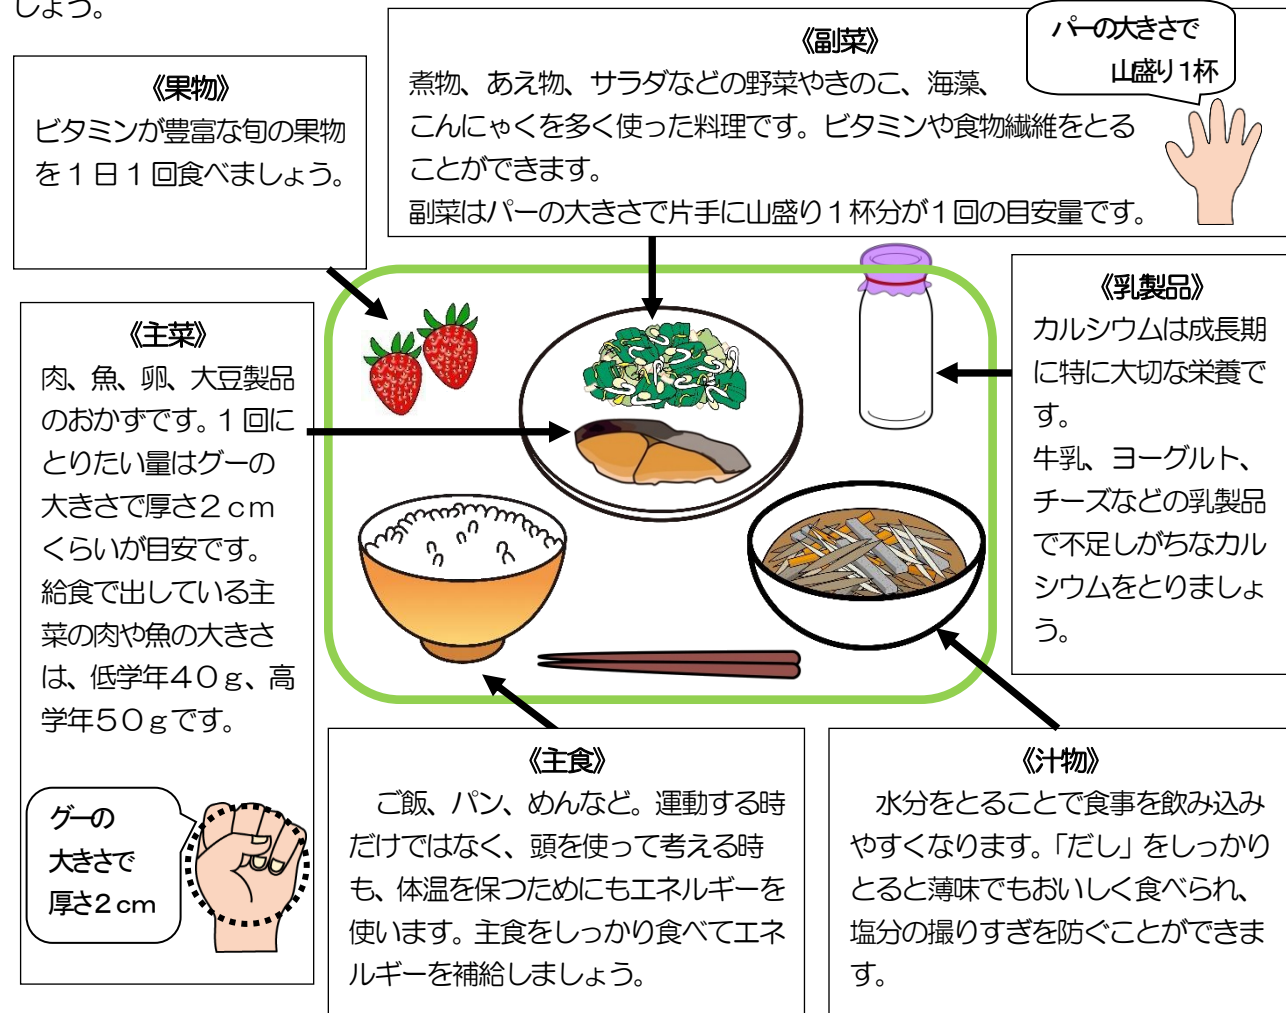 しょう。
《果物》
ビタミンが豊富な旬の果物
を1日1回食べましょう。
《副菜》
煮物、あえ物、サラダなどの野菜やきのこ、海藻、
こんにゃくを多く使った料理です。ビタミンや食物繊維をとる
ことができます。
副菜はパーの大きさで片手に山盛り1杯分が1回の目安量です。
パーの大きさで
山盛り1杯
《主菜》
肉、魚、卵、大豆製品
のおかずです。1回に
とりたい量はグーの
大きさで厚さ2cm
くらいが目安です。
給食で出している主
菜の肉や魚の大きさ
は、低学年40g、高
学年50gです。
グーの
大きさで
厚さ2cm
《乳製品》
カルシウムは成長期
に特に大切な栄養で
す。
牛乳、ヨーグルト、
チーズなどの乳製品
で不足しがちなカル
シウムをとりましょ
う。
《主食》
ご飯、パン、めんなど。運動する時
だけではなく、頭を使って考える時
も、体温を保つためにもエネルギーを
使います。主食をしっかり食べてエネ
ルギーを補給しましょう。
《汁物》
水分をとることで食事を飲み込み
やすくなります。「だし」をしっかり
とると薄味でもおいしく食べられ、
塩分の撮りすぎを防ぐことができま
す。